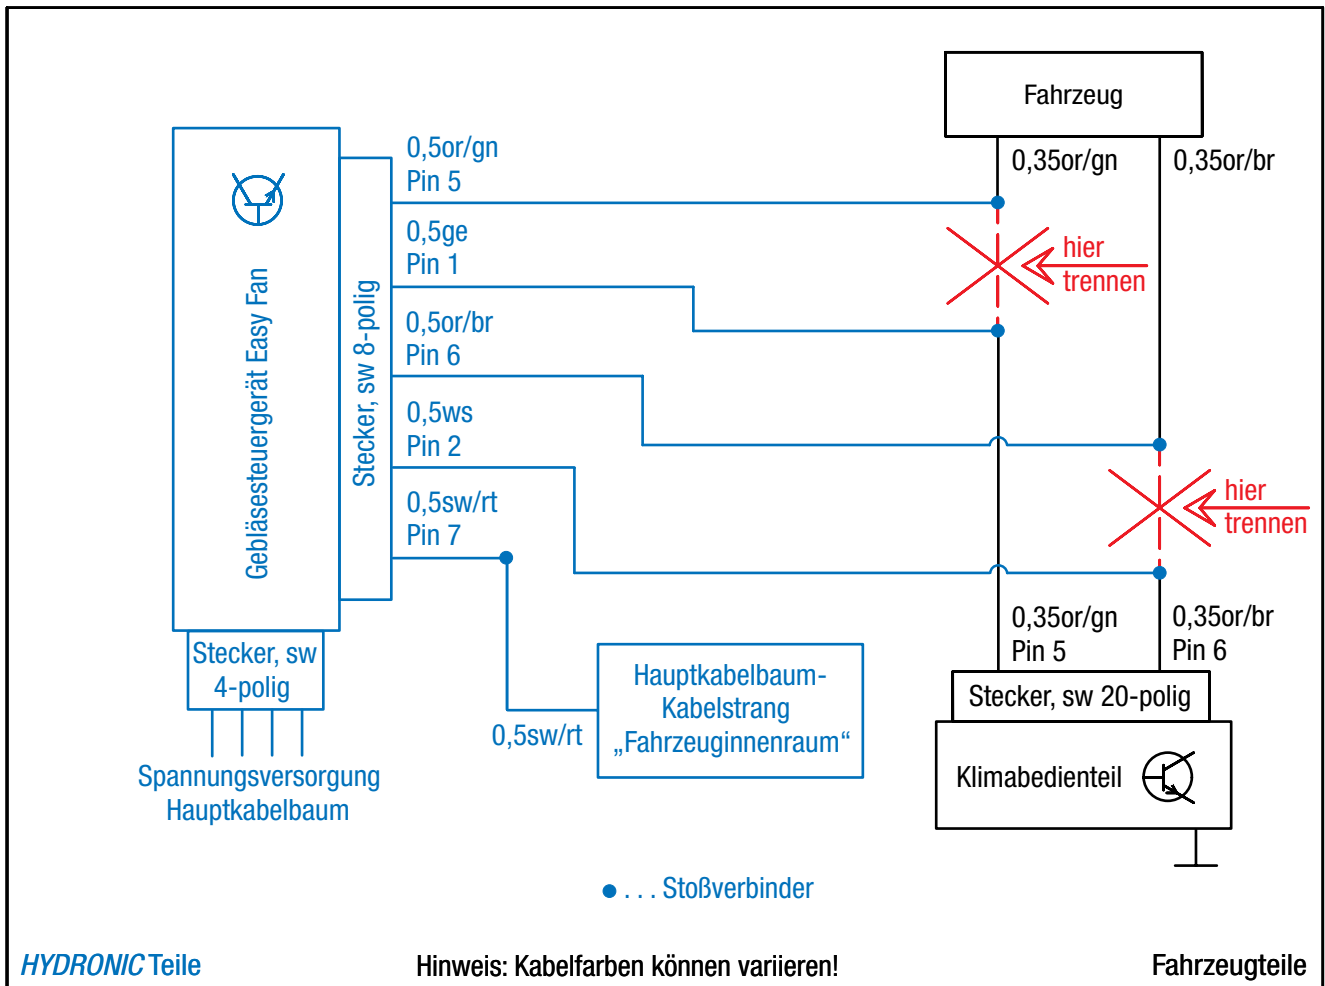 Fahrzeug
0,35or/gn
0,35or/br
0,5or/gn
Pin 5
0,5ge
Pin 1
0,5or/br
Pin 6
0,5ws
Pin 2
0,5sw/rt
Pin 7
Gebläsesteuergerät Easy Fan
Stecker, sw 8-polig
hier
trennen
hier
trennen
Stecker, sw
4-polig
Spannungsversorgung
Hauptkabelbaum
0,5sw/rt
Hauptkabelbaum-
Kabelstrang
„Fahrzeuginnenraum“
0,35or/gn
Pin 5
0,35or/br
Pin 6
Stecker, sw 20-polig
Klimabedienteil
. . . Stoßverbinder
HYDRONIC Teile
Hinweis: Kabelfarben können variieren!
Fahrzeugteile